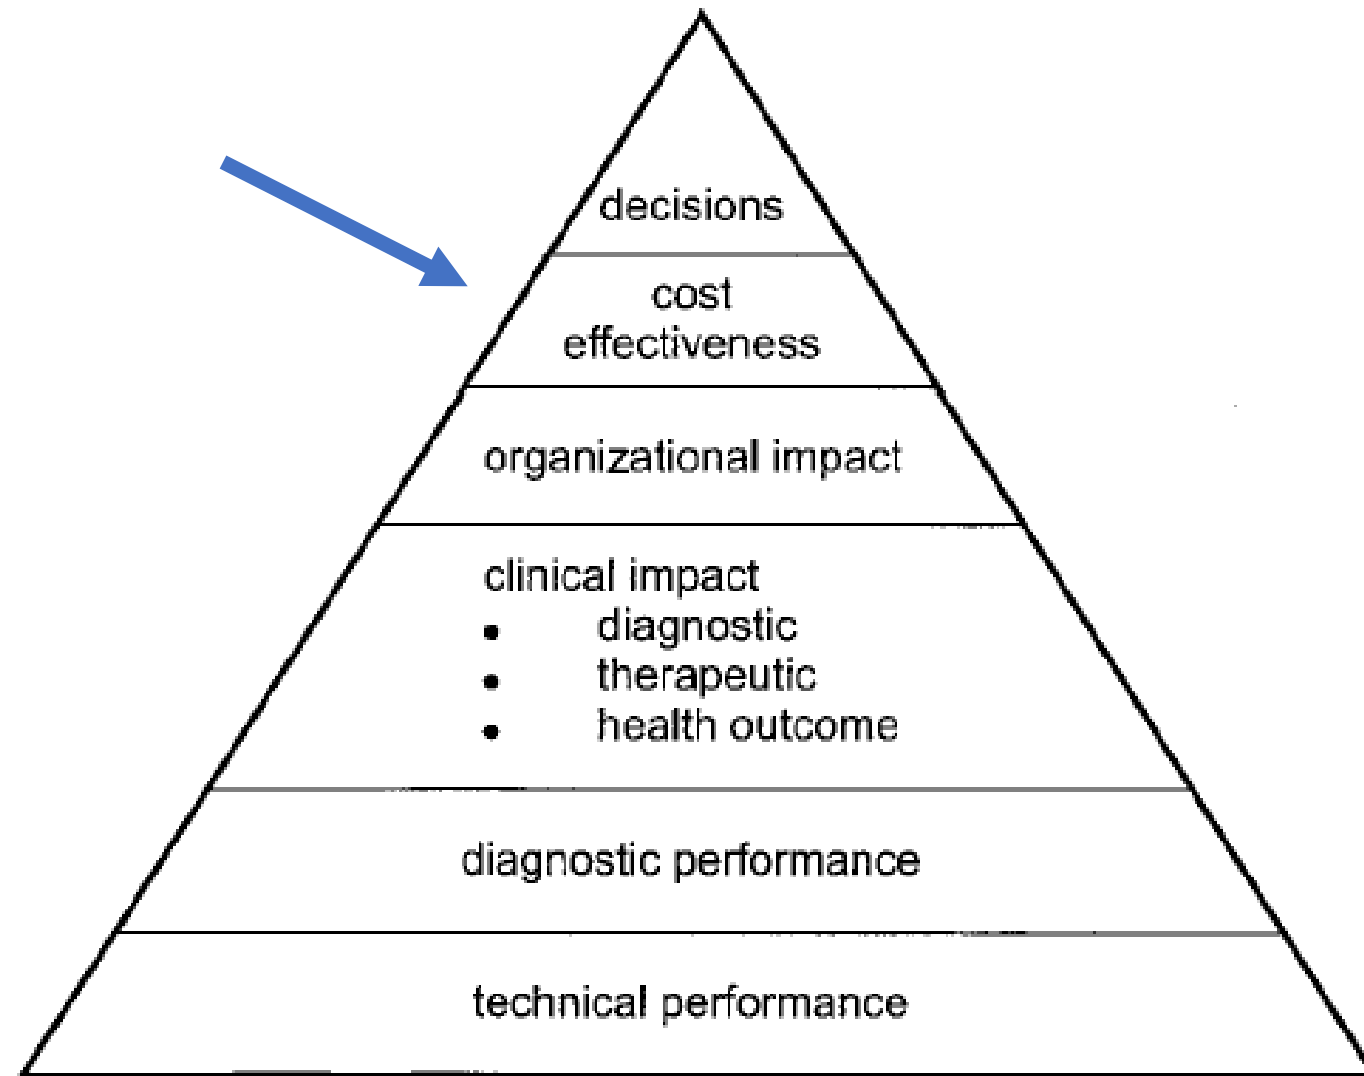 decisions
cost
effectiveness
organizational impact
clinical impact
• diagnostic
• therapeutic
• health outcome
diagnostic performance
technical performance